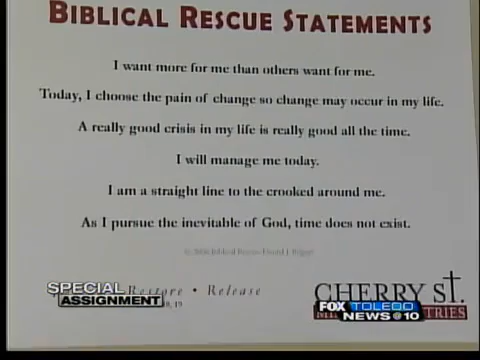 BIBLICAL RESCUE STATEMENTS
I want more for me than others want for me.
Today, I choose the pain of change so change may occur in my life.
A really good crisis in my life is really good all the time.
I will manage me today.
I am a straight line to the crooked around me.
As I pursue the inevitable of God, time does not exist.
Restore • Release
SPECIAL
ASSIGNMENT
CHERRY ST.
FOX TOLEDO
NEWS @ 10